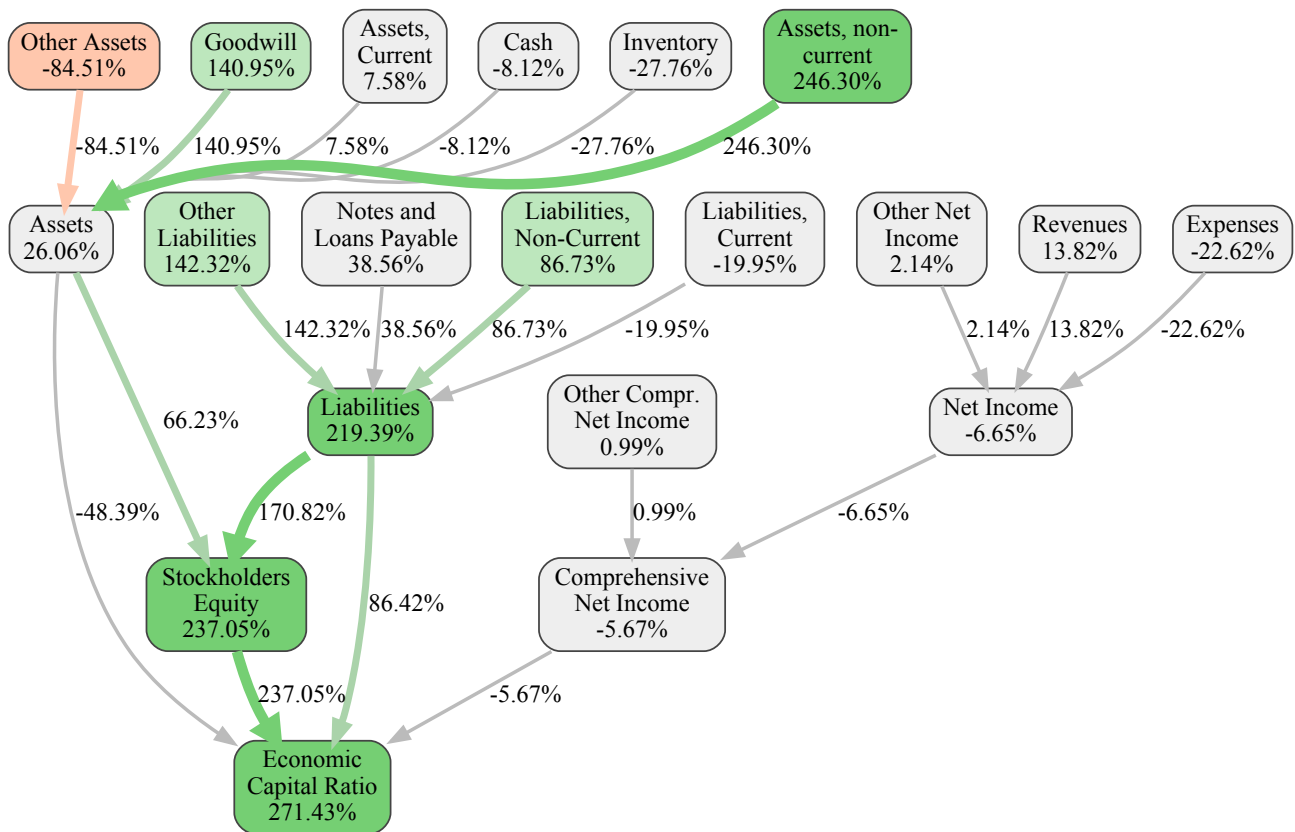 Other Assets
-84.51%
Goodwill
140.95%
Assets,
Current
7.58%
Cash
-8.12%
Inventory
-27.76%
Assets, non-
current
246.30%
-84.51%
140.95%
7.58%
-8.12%
-27.76%
246.30%
Assets
26.06%
Other
Liabilities
142.32%
Notes and
Loans Payable
38.56%
Liabilities,
Non-Current
86.73%
Liabilities,
Current
-19.95%
Other Net
Income
2.14%
Revenues
13.82%
Expenses
-22.62%
142.32%
38.56%
86.73%
-19.95%
2.14%
13.82%
-22.62%
66.23%
Liabilities
219.39%
Other Compr.
Net Income
0.99%
Net Income
-6.65%
-48.39%
170.82%
0.99%
-6.65%
Stockholders
Equity
237.05%
86.42%
Comprehensive
Net Income
-5.67%
237.05%
-5.67%
Economic
Capital Ratio
271.43%